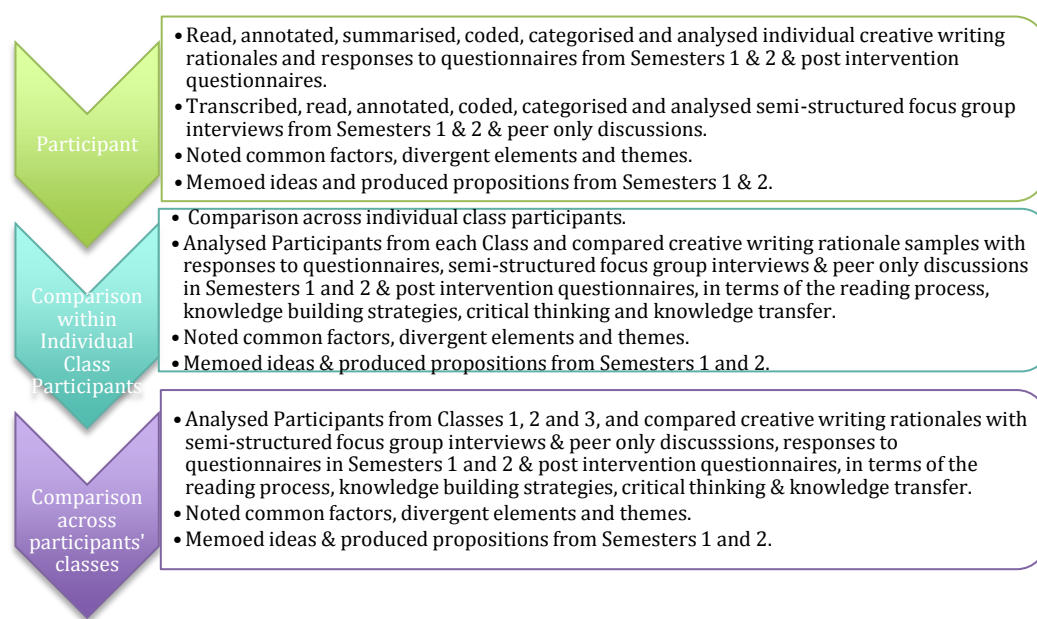 Participant
• Read, annotated, summarised, coded, categorised and analysed individual creative writing
rationales and responses to questionnaires from Semesters 1 & 2 & post intervention
questionnaires.
• Transcribed, read, annotated, coded, categorised and analysed semi-structured focus group
interviews from Semesters 1 & 2 & peer only discussions.
• Noted common factors, divergent elements and themes.
• Memoed ideas and produced propositions from Semesters 1 & 2.
Comparison
within
Individual
Class
Participants
• Comparison across individual class participants.
• Analysed Participants from each Class and compared creative writing rationale samples with
responses to questionnaires, semi-structured focus group interviews & peer only discussions
in Semesters 1 and 2 & post intervention questionnaires, in terms of the reading process,
knowledge building strategies, critical thinking and knowledge transfer.
• Noted common factors, divergent elements and themes.
• Memoed ideas & produced propositions from Semesters 1 and 2.
Comparison
across
participants'
classes
• Analysed Participants from Classes 1, 2 and 3, and compared creative writing rationales with
semi-structured focus group interviews & peer only discusssions, responses to
questionnaires in Semesters 1 and 2 & post intervention questionnaires, in terms of the
reading process, knowledge building strategies, critical thinking & knowledge transfer.
• Noted common factors, divergent elements and themes.
• Memoed ideas & produced propositions from Semesters 1 and 2.